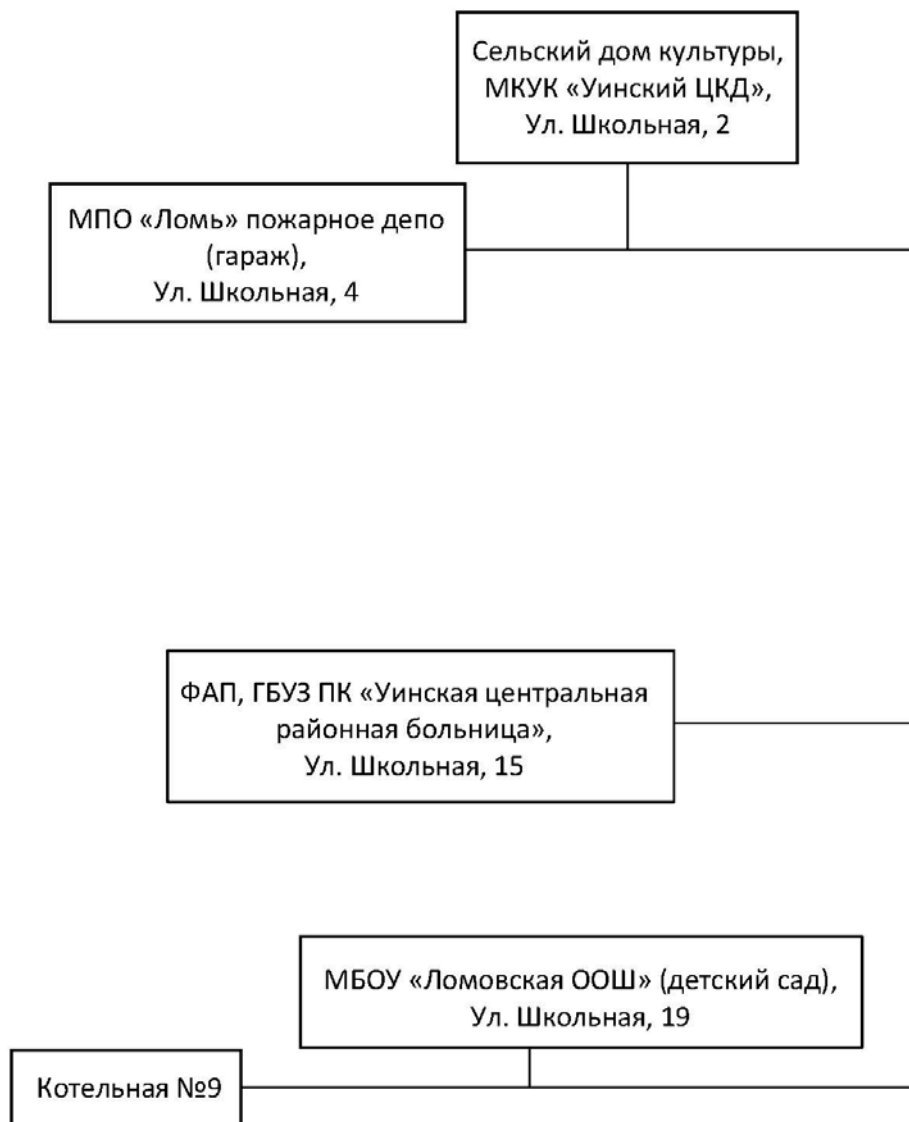 Сельский дом культуры,
МКУК «Уинский ЦКД»,
Ул. Школьная, 2
МПО «Ломь» пожарное депо
(гараж),
Ул. Школьная, 4
ФАП, ГБУЗ ПК «Уинская центральная
районная больница»,
Ул. Школьная, 15
МБОУ «Ломовская ООШ» (детский сад),
Ул. Школьная, 19
Котельная №9